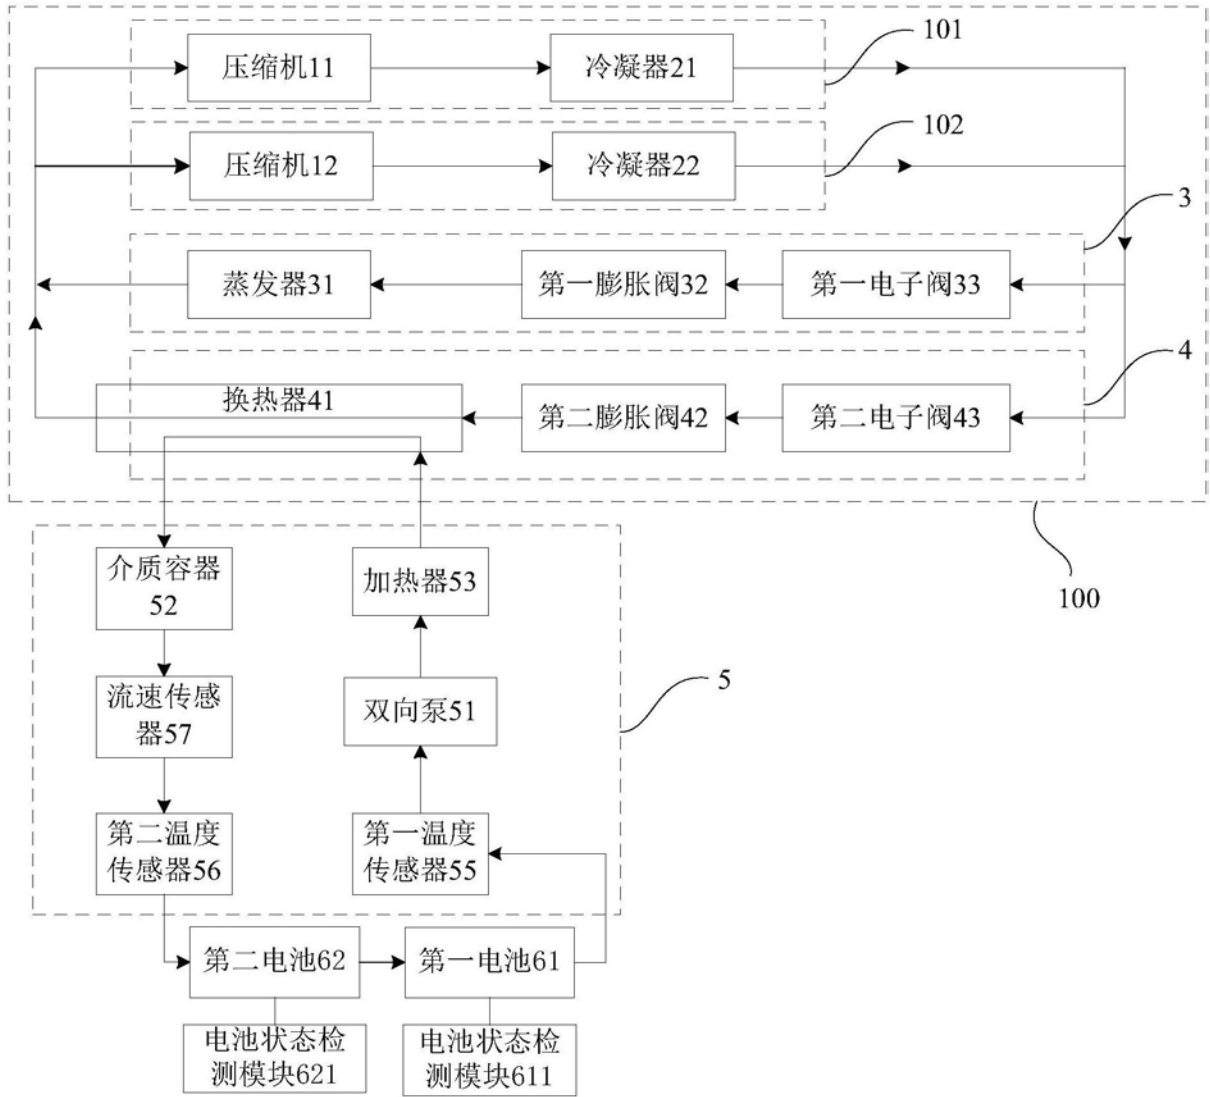 101
压缩机11
冷凝器21
102
压缩机12
冷凝器22
3
蒸发器31
第一膨胀阀32
第一电子阀33
4
换热器41
第二膨胀阀42
第二电子阀43
100
介质容器
52
加热器53
5
流速传感
器57
双向泵51
第二温度
传感器56
第一温度
传感器55
第二电池62
第一电池61
电池状态检
测模块621
电池状态检
测模块611